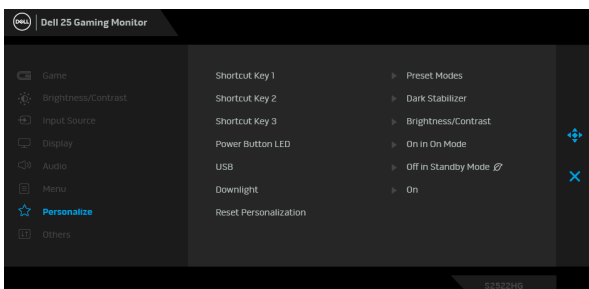 DELL Dell 25 Gaming Monitor
Game
Brightness/Contrast
Input Source
Display
Audio
Menu
Personalize
Others
Shortcut Key 1 Preset Modes
Shortcut Key 2 Dark Stabilizer
Shortcut Key 3 Brightness/Contrast
Power Button LED On in On Mode
USB Off in Standby Mode
Downlight On
Reset Personalization
S2522HG